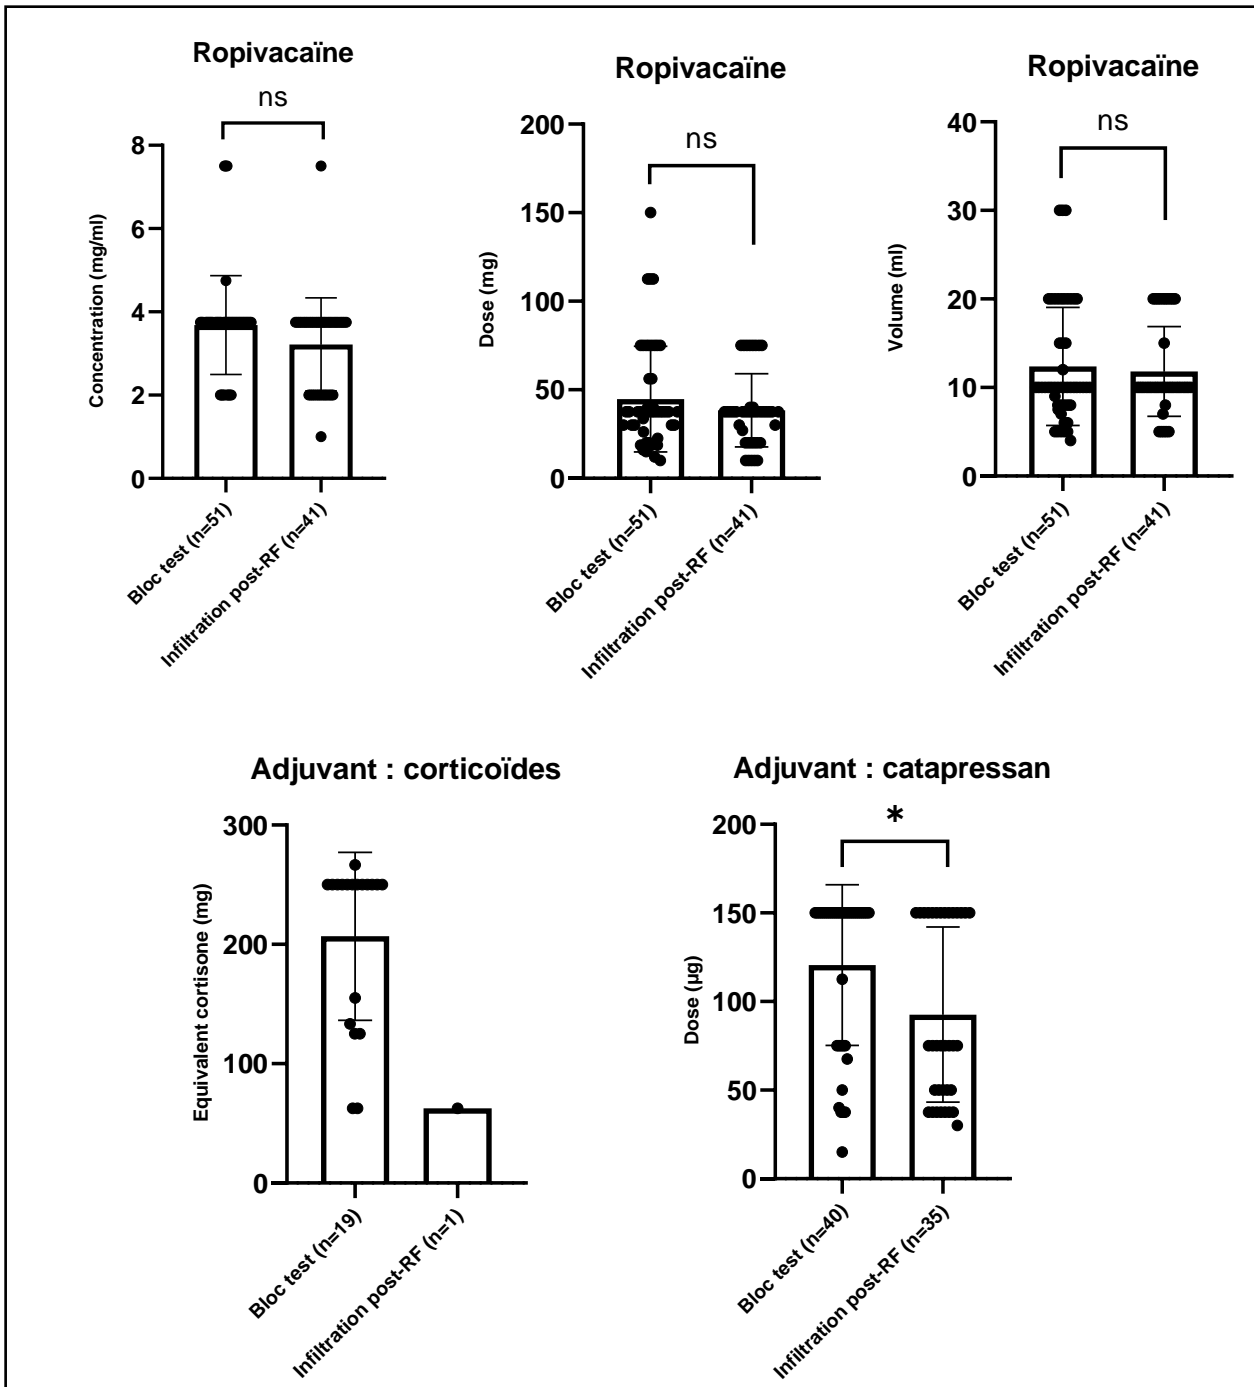 Ropivacaïne
ns
Concentration (mg/ml)
8
6
4
2
0
Bloc test (n=51)
Infiltration post-RF (n=41)
Ropivacaïne
ns
Dose (mg)
200
150
100
50
0
Bloc test (n=51)
Infiltration post-RF (n=41)
Ropivacaïne
ns
Volume (ml)
40
30
20
10
0
Bloc test (n=51)
Infiltration post-RF (n=41)
Adjuvant : corticoïdes
Equivalent cortisone (mg)
300
200
100
0
Bloc test (n=19)
Infiltration post-RF (n=1)
Adjuvant : catapressan
*
Dose (µg)
200
150
100
50
0
Bloc test (n=40)
Infiltration post-RF (n=35)